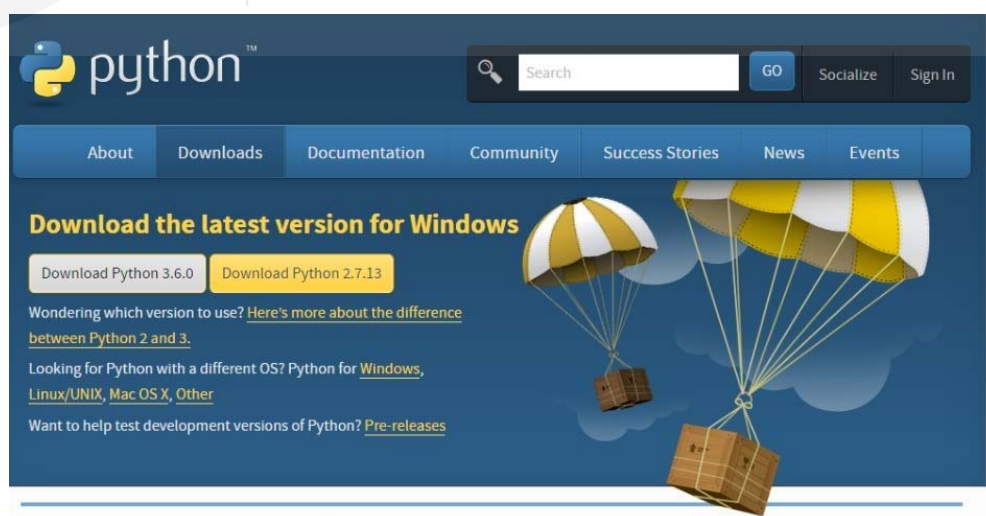 python™
Search
GO
Socialize
Sign In
About
Downloads
Documentation
Community
Success Stories
News
Events
Download the latest version for Windows
Download Python 3.6.0
Download Python 2.7.13
Wondering which version to use? Here's more about the difference
between Python 2 and 3.
Looking for Python with a different OS? Python for Windows,
Linux/UNIX, Mac OS X, Other
Want to help test development versions of Python? Pre-releases